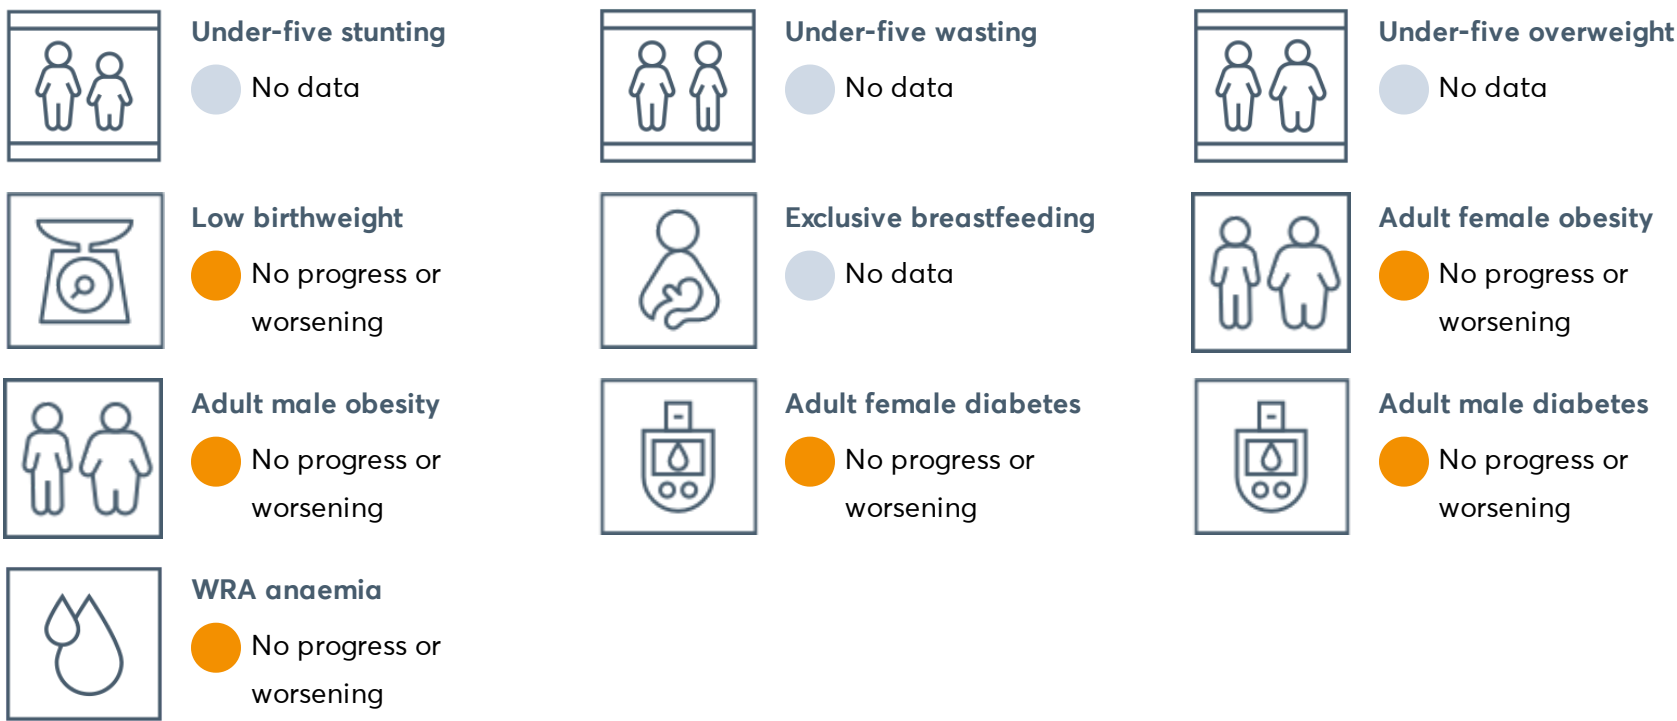 Under-five stunting
No data
Under-five wasting
No data
Under-five overweight
No data
Low birthweight
No progress or
worsening
Exclusive breastfeeding
No data
Adult female obesity
No progress or
worsening
Adult male obesity
No progress or
worsening
Adult female diabetes
No progress or
worsening
Adult male diabetes
No progress or
worsening
WRA anaemia
No progress or
worsening